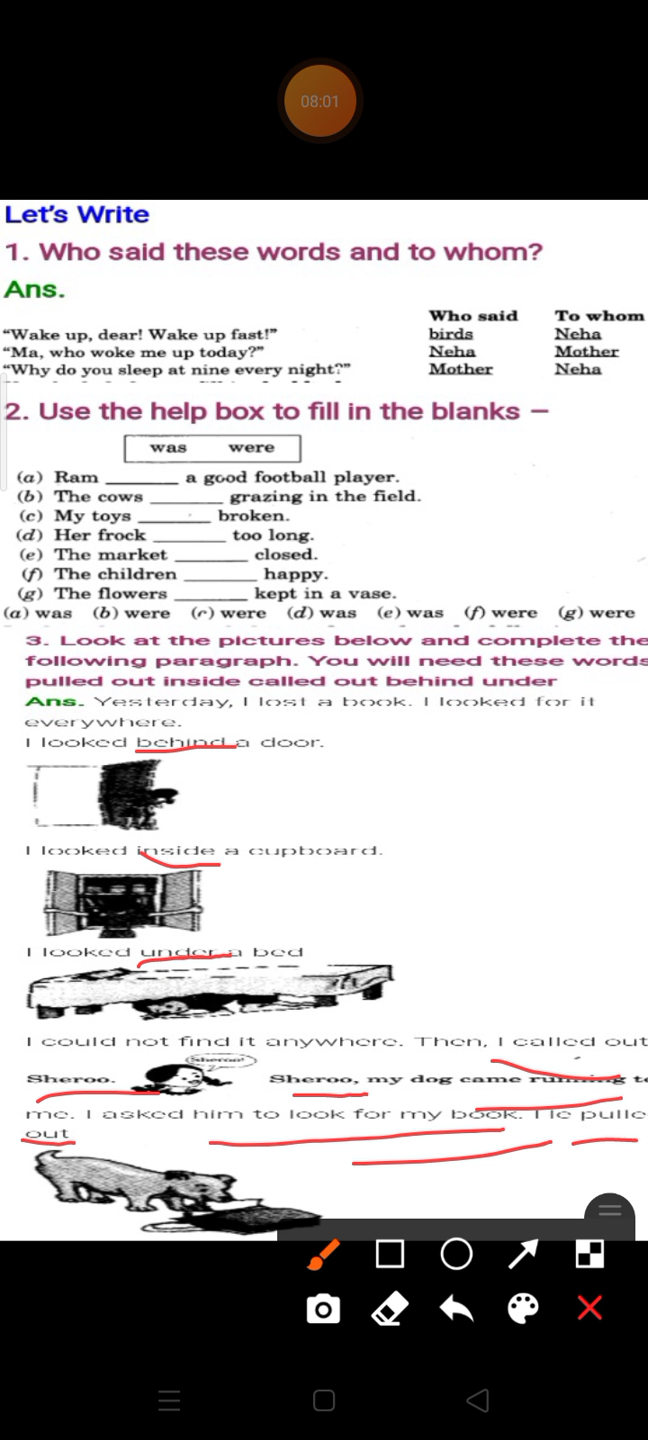 08:01
Let's Write
1. Who said these words and to whom?
Ans.
Who said To whom
"Wake up, dear! Wake up fast!" birds Neha
"Ma, who woke me up today?" Neha Mother
"Why do you sleep at nine every night?" Mother Neha
2. Use the help box to fill in the blanks –
was were
(a) Ram ______ a good football player.
(b) The cows ______ grazing in the field.
(c) My toys ______ broken.
(d) Her frock ______ too long.
(e) The market ______ closed.
(f) The children ______ happy.
(g) The flowers ______ kept in a vase.
(a) was (b) were (c) were (d) was (e) was (f) were (g) were
3. Look at the pictures below and complete the
following paragraph. You will need these words
pulled out inside called out behind under
Ans. Yesterday, I lost a book. I looked for it
everywhere.
I looked behind a door.
I looked inside a cupboard.
I looked under a bed
I could not find it anywhere. Then, I called out
Sheroo!
Sheroo. Sheroo, my dog came running to
me. I asked him to look for my book. He pulle
out